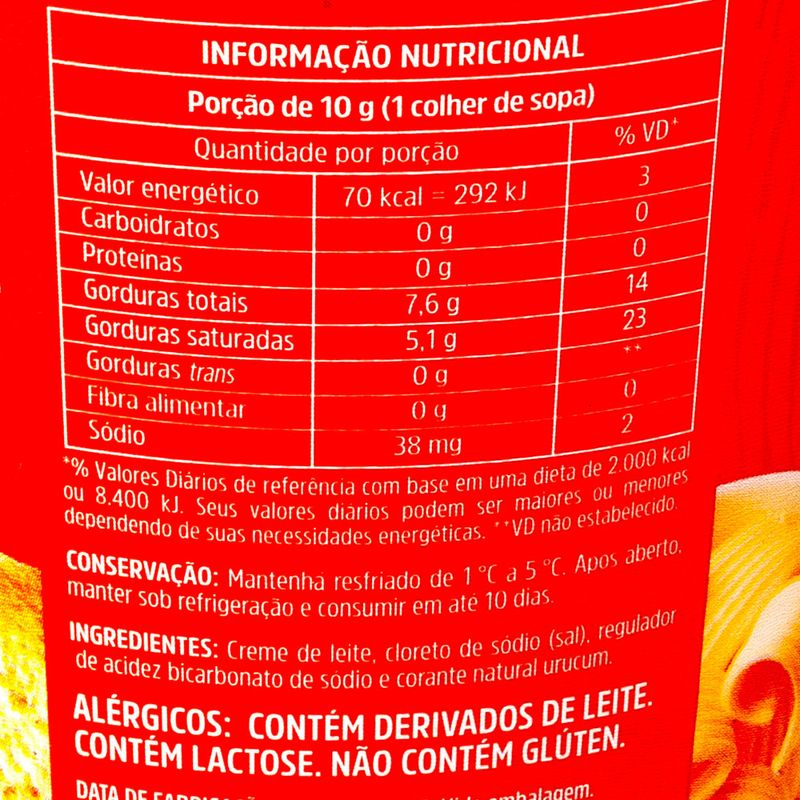 INFORMAÇÃO NUTRICIONAL
Porção de 10 g (1 colher de sopa)
Quantidade por porção % VD*
Valor energético 70 kcal = 292 kJ 3
Carboidratos 0 g 0
Proteínas 0 g 0
Gorduras totais 7,6 g 14
Gorduras saturadas 5,1 g 23
Gorduras trans 0 g **
Fibra alimentar 0 g 0
Sódio 38 mg 2
*% Valores Diários de referência com base em uma dieta de 2.000 kcal
ou 8.400 kJ. Seus valores diários podem ser maiores ou menores
dependendo de suas necessidades energéticas. **VD não estabelecido.
CONSERVAÇÃO: Mantenha resfriado de 1 °C a 5 °C. Apos aberto,
manter sob refrigeração e consumir em até 10 dias.
INGREDIENTES: Creme de leite, cloreto de sódio (sal), regulador
de acidez bicarbonato de sódio e corante natural urucum.
ALÉRGICOS: CONTÉM DERIVADOS DE LEITE.
CONTÉM LACTOSE. NÃO CONTÉM GLÚTEN.
DATA DE embalagem.